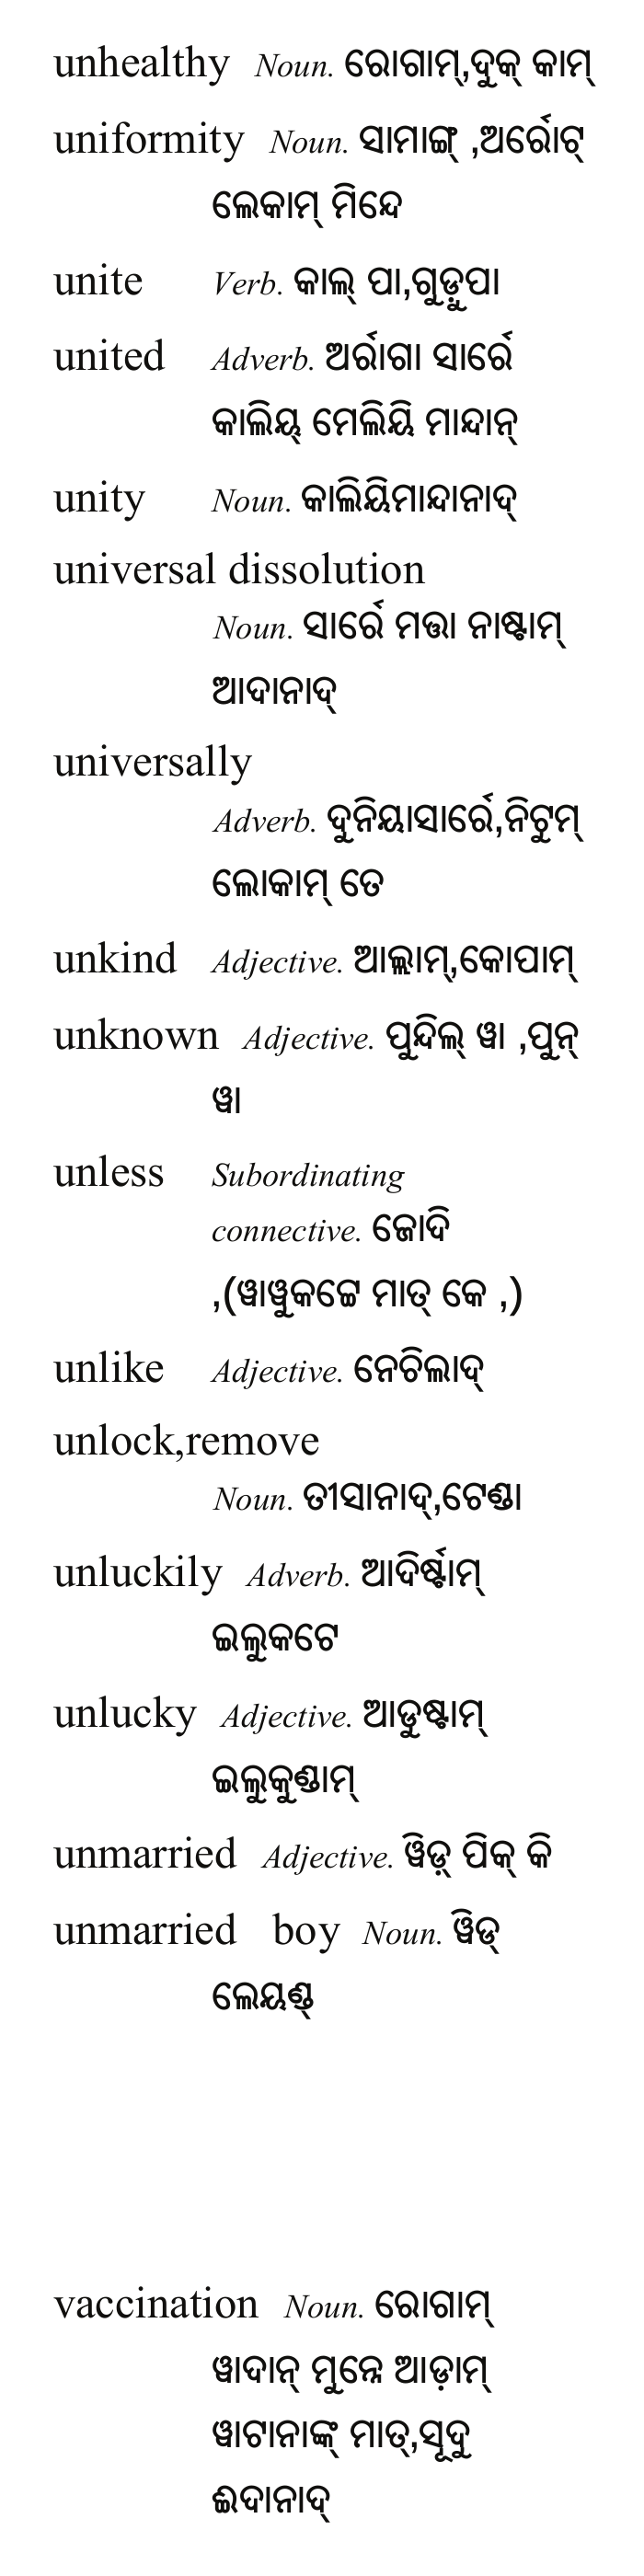 unhealthy Noun. ରୋଗାମ୍,ଦୁକ୍ କାମ୍
uniformity Noun. ସାମାଙ୍ଗ୍ ,ଅର୍ରୋଟ୍
ଲେକାମ୍ ମିନ୍ଦେ
unite Verb. କାଲ୍ ପା,ଗୁଡ଼ୁପା
united Adverb. ଅର୍ରାଗା ସାର୍ରେ
କାଲିୟ୍ ମେଲିୟି ମାନ୍ଦାନ୍
unity Noun. କାଲିୟିମାନ୍ଦାନାଦ୍
universal dissolution
Noun. ସାର୍ରେ ମତ୍ତା ନାଷ୍ଟାମ୍
ଆଦାନାଦ୍
universally
Adverb. ଦୁନିୟାସାର୍ରେ,ନିଟୁମ୍
ଲୋକାମ୍ ତେ
unkind Adjective. ଆଲ୍ଲାମ୍,କୋପାମ୍
unknown Adjective. ପୁନ୍ଦିଲ୍ ୱା ,ପୁନ୍
ୱା
unless Subordinating
connective. ଜୋଦି
,(ୱାୱୁକଟ୍ଟେ ମାତ୍ କେ ,)
unlike Adjective. ନେଚିଲାଦ୍
unlock,remove
Noun. ତୀସାନାଦ୍,ଟେଣ୍ଡା
unluckily Adverb. ଆଦିର୍ଷ୍ଟାମ୍
ଇଲୁକଟେ
unlucky Adjective. ଆଡୁଷ୍ଟାମ୍
ଇଲୁକୁଣ୍ଡାମ୍
unmarried Adjective. ୱିଡ଼୍ ପିକ୍ କି
unmarried boy Noun. ୱିଡ୍
ଲେୟଣ୍ଡ୍
vaccination Noun. ରୋଗାମ୍
ୱାଦାନ୍ ମୁନ୍ନେ ଆଡ଼ାମ୍
ୱାଟାନାଙ୍କ୍ ମାତ୍,ସୂଦୁ
ଈଦାନାଦ୍